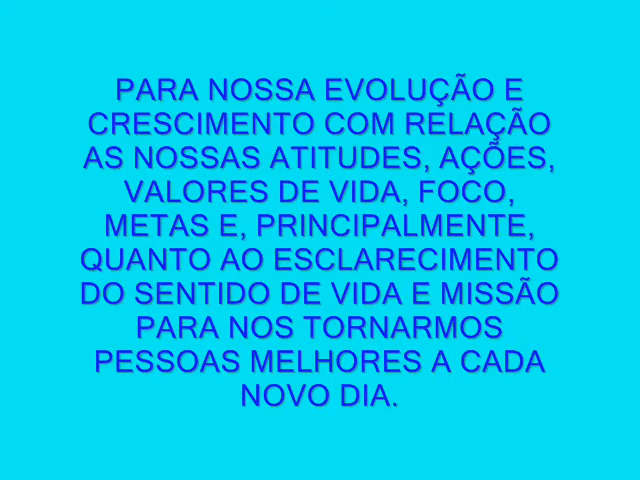 PARA NOSSA EVOLUÇÃO E
CRESCIMENTO COM RELAÇÃO
AS NOSSAS ATITUDES, AÇÕES,
VALORES DE VIDA, FOCO,
METAS E, PRINCIPALMENTE,
QUANTO AO ESCLARECIMENTO
DO SENTIDO DE VIDA E MISSÃO
PARA NOS TORNARMOS
PESSOAS MELHORES A CADA
NOVO DIA.